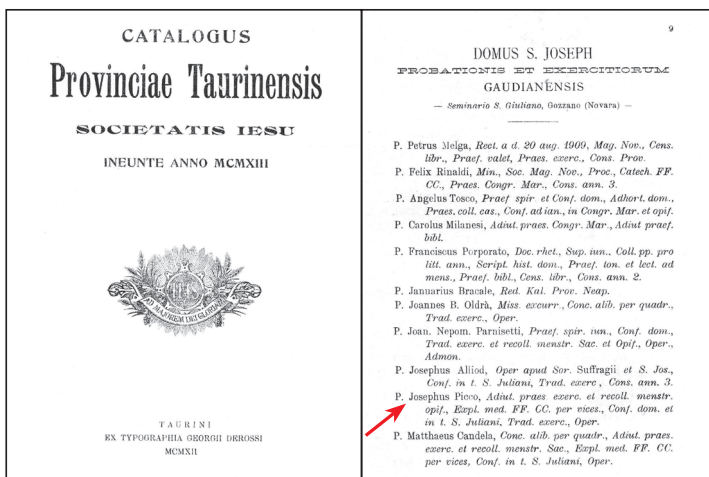 CATALOGUS
Provinciae Taurinensis
SOCIETATIS IESU
INEUNTE ANNO MCMXIII
AD MAJOREM DEI GLORIAM
TAURINI
EX TYPOGRAPHIA GEORGII DEROSSI
MCMXII
9
DOMUS S. JOSEPH
PROBATIONIS ET EXERCITIORUM
GAUDIANENSIS
— Seminario S. Giuliano, Gozzano (Novara) —
P. Petrus Melga, Rect. a d. 20 aug. 1909, Mag. Nov., Cens.
libr., Praef. valet, Praes. exerc., Cons. Prov.
P. Felix Rinaldi, Min., Soc. Mag. Nov., Proc., Catech. FF.
CC., Praes. Congr. Mar., Cons. ann. 3.
P. Angelus Tosco, Praef spir et Conf. dom., Adhort. dom.,
Praes. coll. cas., Conf. ad ian., in Congr. Mar. et opif.
P. Carolus Milanesi, Adiut. praes. Congr. Mar., Adiut praef.
bibl.
P. Franciscus Porporato, Doc. rhet., Sup. iun., Coll. pp. pro
litt. ann., Script. hist. dom., Praef. ton. et lect. ad
mens., Praef. bibl., Cens. libr., Cons. ann. 2.
P. Januarius Bracale, Red. Kal. Prov. Neap.
P. Joannes B. Oldrà, Miss. excurr., Conc. alib. per quadr.,
Trad. exerc., Oper.
P. Joan. Nepom. Parnisetti, Praef. spir. iun., Conf. dom.,
Trad. exerc. et recoll. menstr. Sac. et Opif., Oper.,
Admon.
P. Josephus Alliod, Oper apud Sor. Suffragii et S. Jos.,
Conf. in t. S. Juliani, Trad. exerc., Cons. ann. 3.
P. Josephus Picco, Adiut. praes exerc. et recoll. menstr.
opif., Expl. med. FF. CC. per vices., Conf. dom. et
in t. S. Juliani, Trad. exerc., Oper.
P. Matthaeus Candela, Conc. alib. per quadr., Adiut. praes.
exerc. et recoll. menstr. Sac., Expl. med. FF. CC.
per vices, Conf. in t. S. Juliani, Oper.